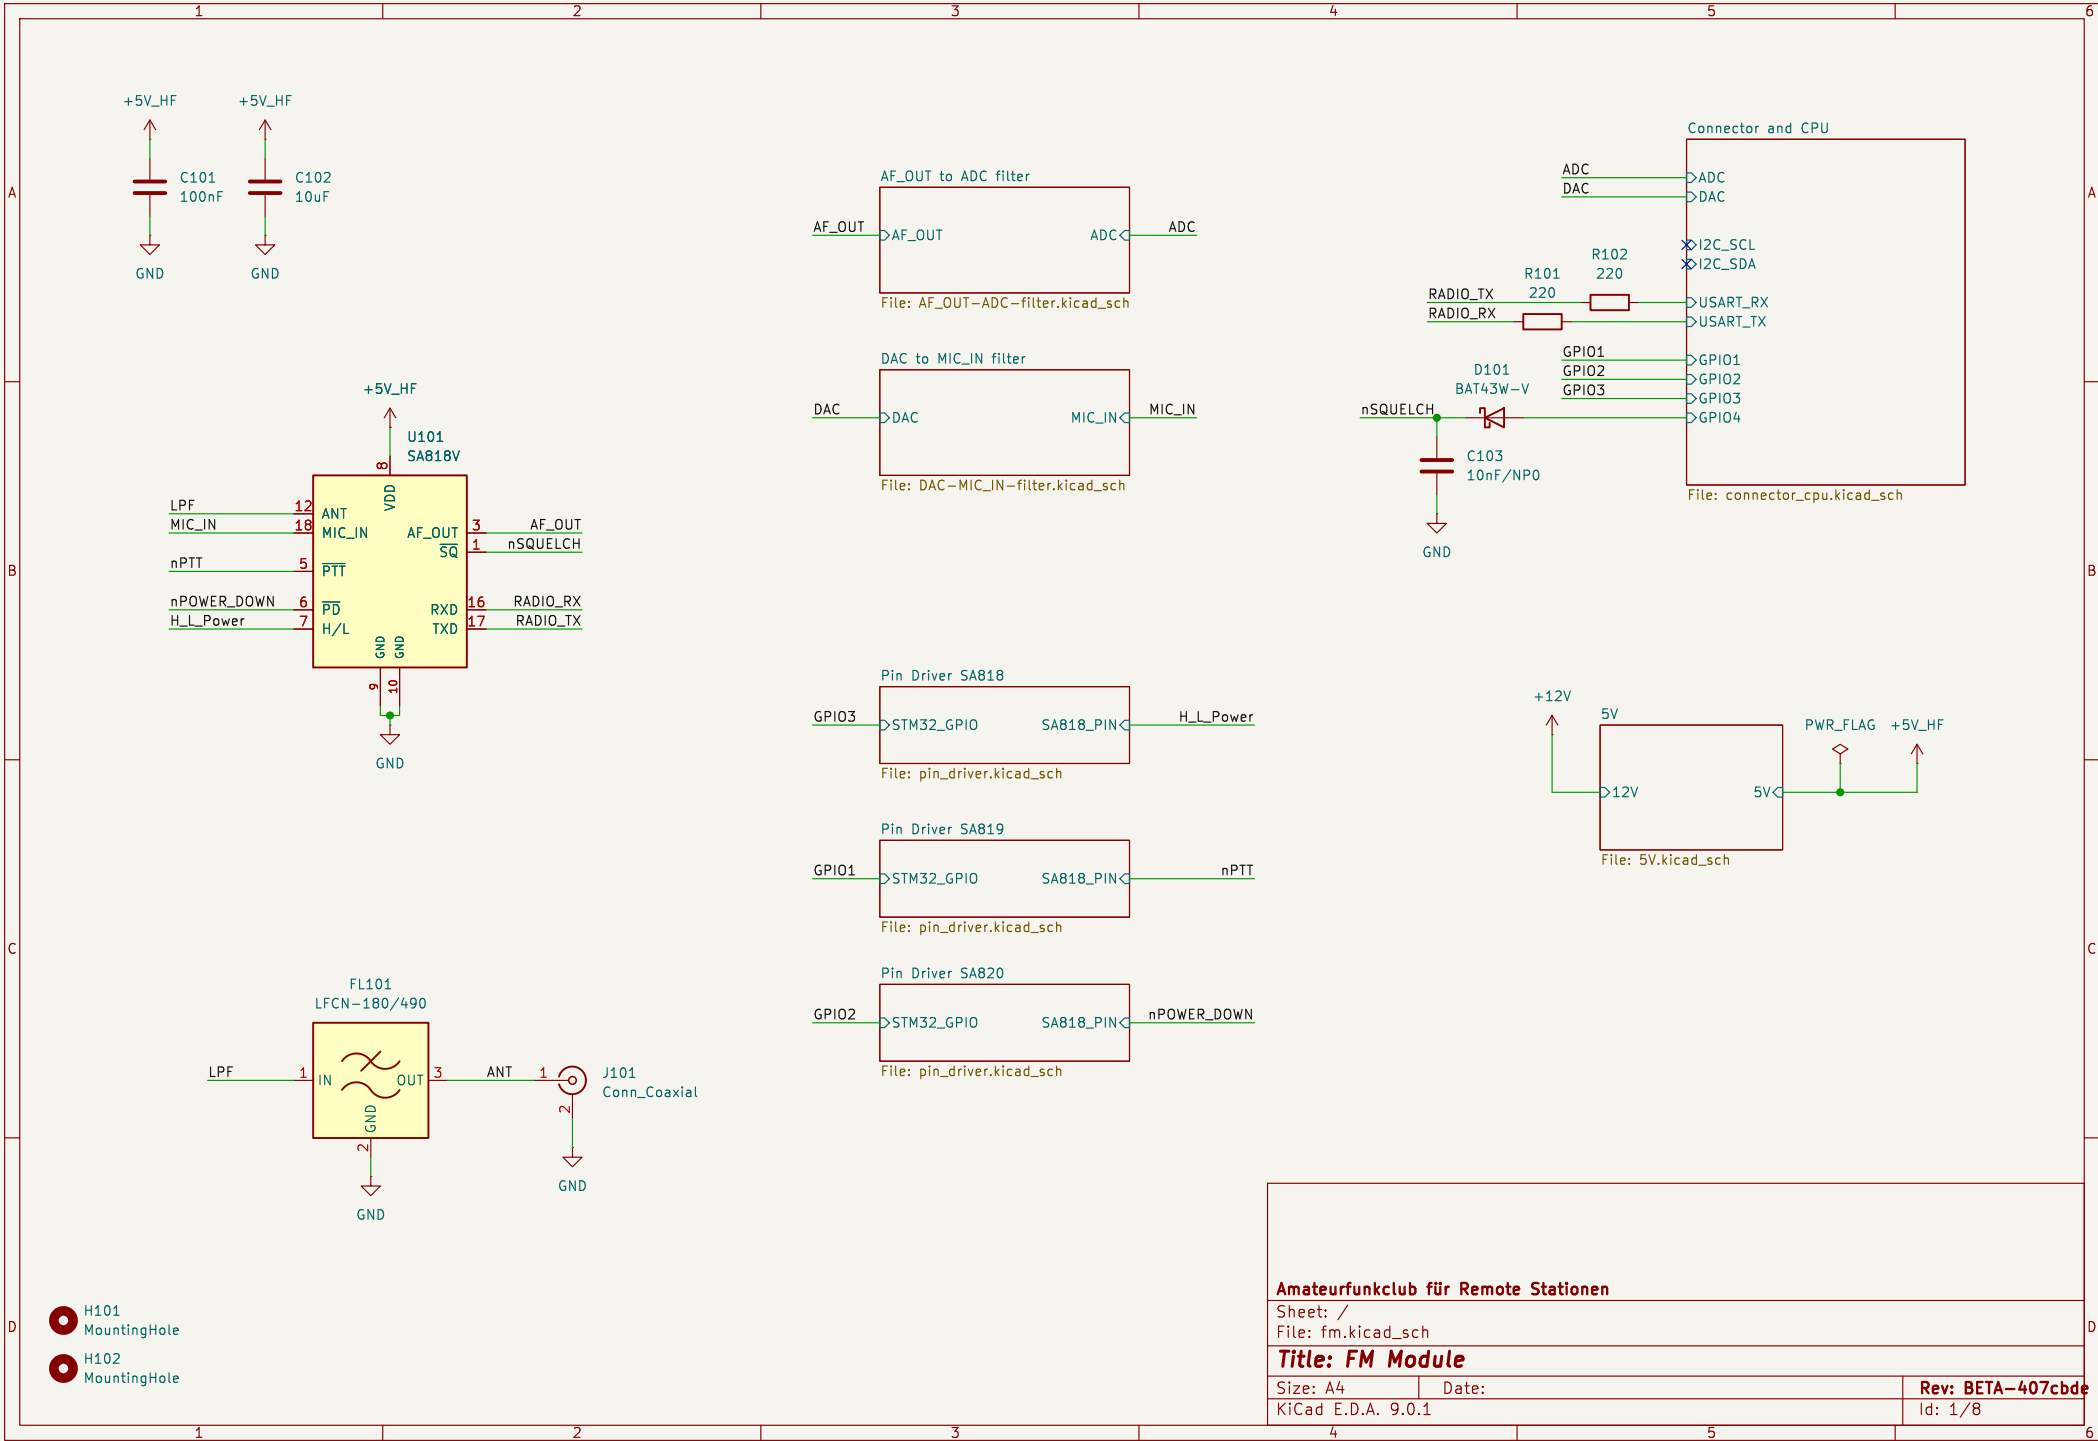 1 2 3 4 5 6
A
B
C
D
+5V_HF
C101
100nF
GND
+5V_HF
C102
10uF
GND
+5V_HF
U101
SA818V
8
VDD
LPF 12 ANT
MIC_IN 18 MIC_IN
nPTT 5 PTT
nPOWER_DOWN 6 PD
H_L_Power 7 H/L
AF_OUT 3 AF_OUT
SQ 1 nSQUELCH
RXD 16 RADIO_RX
TXD 17 RADIO_TX
GND GND
9 10
GND
FL101
LFCN-180/490
LPF 1 IN OUT 3 ANT 1
GND
2
GND
J101
Conn_Coaxial
2
GND
H101
MountingHole
H102
MountingHole
AF_OUT to ADC filter
AF_OUT AF_OUT ADC ADC
File: AF_OUT-ADC-filter.kicad_sch
DAC to MIC_IN filter
DAC DAC MIC_IN MIC_IN
File: DAC-MIC_IN-filter.kicad_sch
Pin Driver SA818
GPIO3 STM32_GPIO SA818_PIN H_L_Power
File: pin_driver.kicad_sch
Pin Driver SA819
GPIO1 STM32_GPIO SA818_PIN nPTT
File: pin_driver.kicad_sch
Pin Driver SA820
GPIO2 STM32_GPIO SA818_PIN nPOWER_DOWN
File: pin_driver.kicad_sch
Connector and CPU
ADC ADC
DAC DAC
I2C_SCL
I2C_SDA
R102
220
R101
220
RADIO_TX USART_RX
RADIO_RX USART_TX
GPIO1 GPIO1
GPIO2 GPIO2
GPIO3 GPIO3
D101
BAT43W-V
nSQUELCH GPIO4
C103
10nF/NP0
GND
File: connector_cpu.kicad_sch
+12V
5V
PWR_FLAG
+5V_HF
12V 5V
File: 5V.kicad_sch
Amateurfunkclub für Remote Stationen
Sheet: /
File: fm.kicad_sch
Title: FM Module
Size: A4 Date: Rev: BETA-407cbde
KiCad E.D.A. 9.0.1 Id: 1/8
A
B
C
D
1 2 3 4 5 6